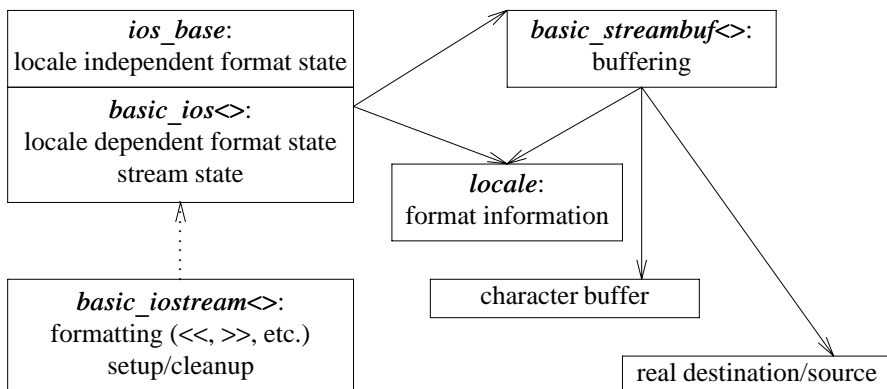 ios_base:
locale independent format state
basic_ios<>:
locale dependent format state
stream state
basic_streambuf<>:
buffering
locale:
format information
character buffer
basic_iostream<>:
formatting (<<, >>, etc.)
setup/cleanup
real destination/source